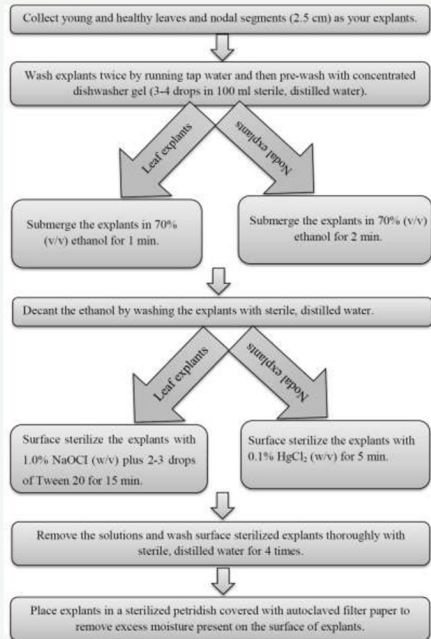 Collect young and healthy leaves and nodal segments (2.5 cm) as your explants.
Wash explants twice by running tap water and then pre-wash with concentrated
dishwasher gel (3-4 drops in 100 ml sterile, distilled water).
Leaf explants
Nodal explants
Submerge the explants in 70%
(v/v) ethanol for 1 min.
Submerge the explants in 70% (v/v)
ethanol for 2 min.
Decant the ethanol by washing the explants with sterile, distilled water.
Leaf explants
Nodal explants
Surface sterilize the explants with
1.0% NaOCI (w/v) plus 2-3 drops
of Tween 20 for 15 min.
Surface sterilize the explants with
0.1% HgCl₂ (w/v) for 5 min.
Remove the solutions and wash surface sterilized explants thoroughly with
sterile, distilled water for 4 times.
Place explants in a sterilized petridish covered with autoclaved filter paper to
remove excess moisture present on the surface of explants.